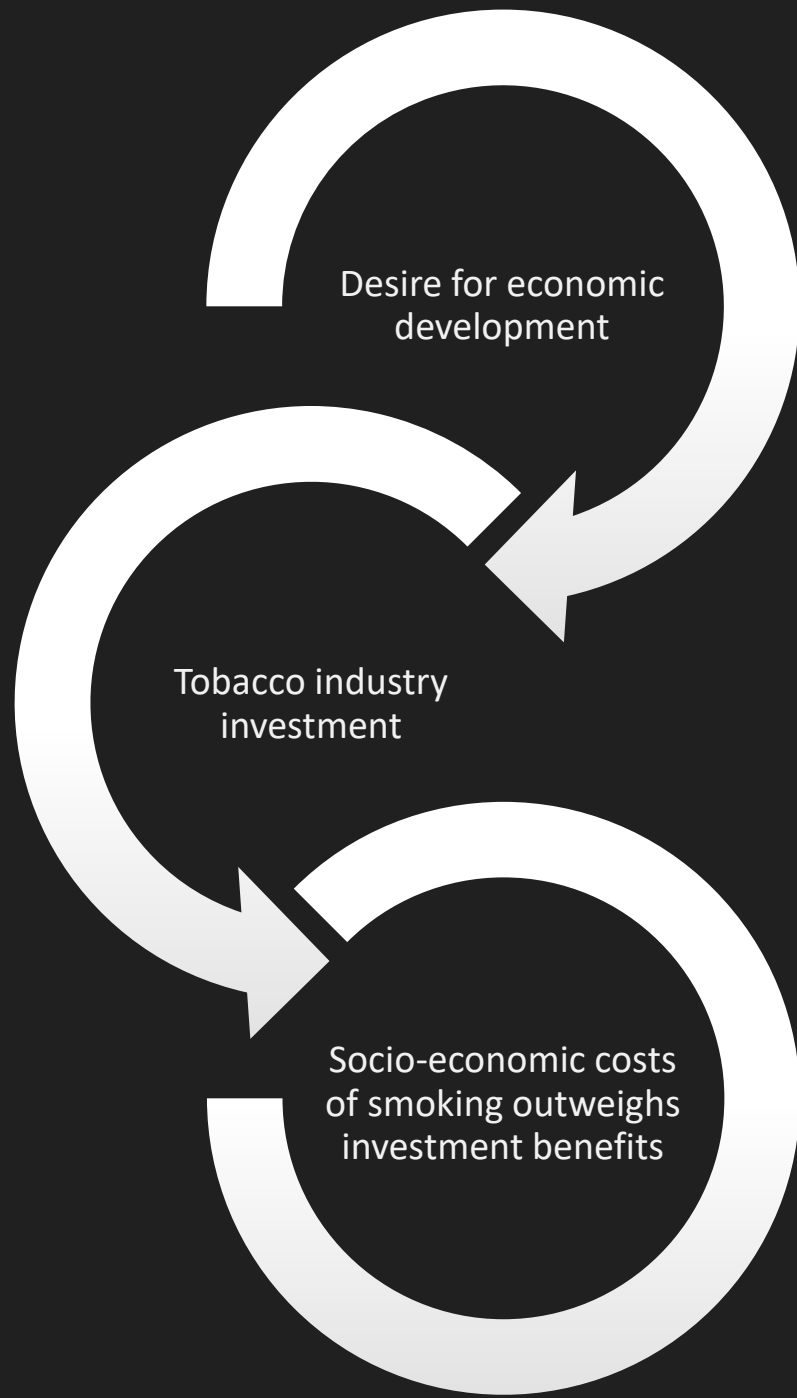 Desire for economic
development
Tobacco industry
investment
Socio-economic costs
of smoking outweighs
investment benefits